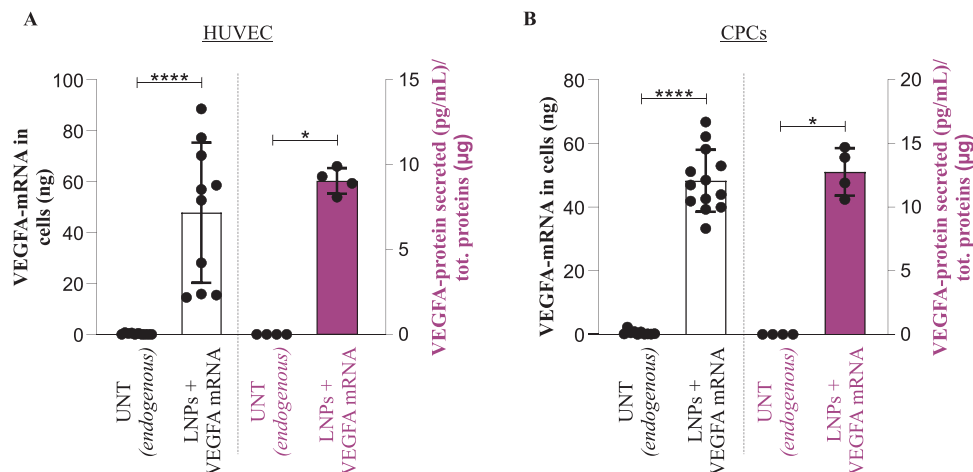 A
HUVEC
VEGFA-mRNA in
cells (ng)
100
80
60
40
20
0
****
*
15
10
5
0
VEGFA-protein secreted (pg/mL)/
tot. proteins (µg)
UNT
(endogenous)
LNPs +
VEGFA mRNA
UNT
(endogenous)
LNPs +
VEGFA mRNA
B
CPCs
VEGFA-mRNA in cells (ng)
80
60
40
20
0
****
*
20
15
10
5
0
VEGFA-protein secreted (pg/mL)/
tot. proteins (µg)
UNT
(endogenous)
LNPs +
VEGFA mRNA
UNT
(endogenous)
LNPs +
VEGFA mRNA